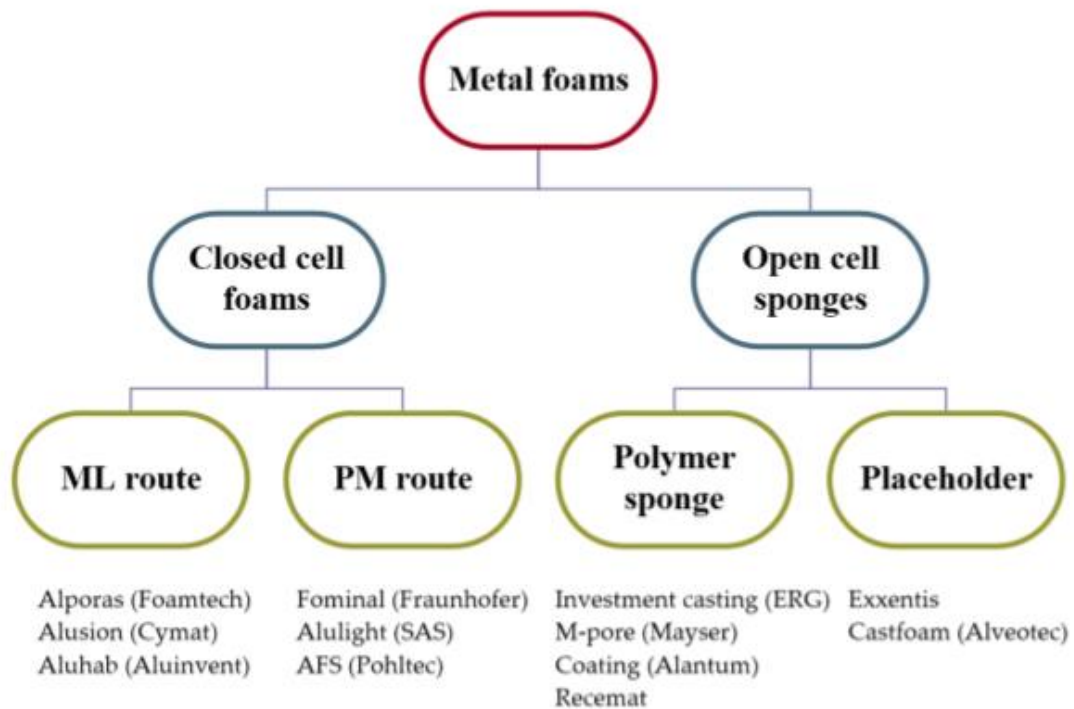 Metal foams
Closed cell
foams
Open cell
sponges
ML route
PM route
Polymer
sponge
Placeholder
Alporas (Foamtech)
Alusion (Cymat)
Aluhab (Aluinvent)
Fominal (Fraunhofer)
Alulight (SAS)
AFS (Pohltec)
Investment casting (ERG)
M-pore (Mayser)
Coating (Alantum)
Recemat
Exxentis
Castfoam (Alveotec)